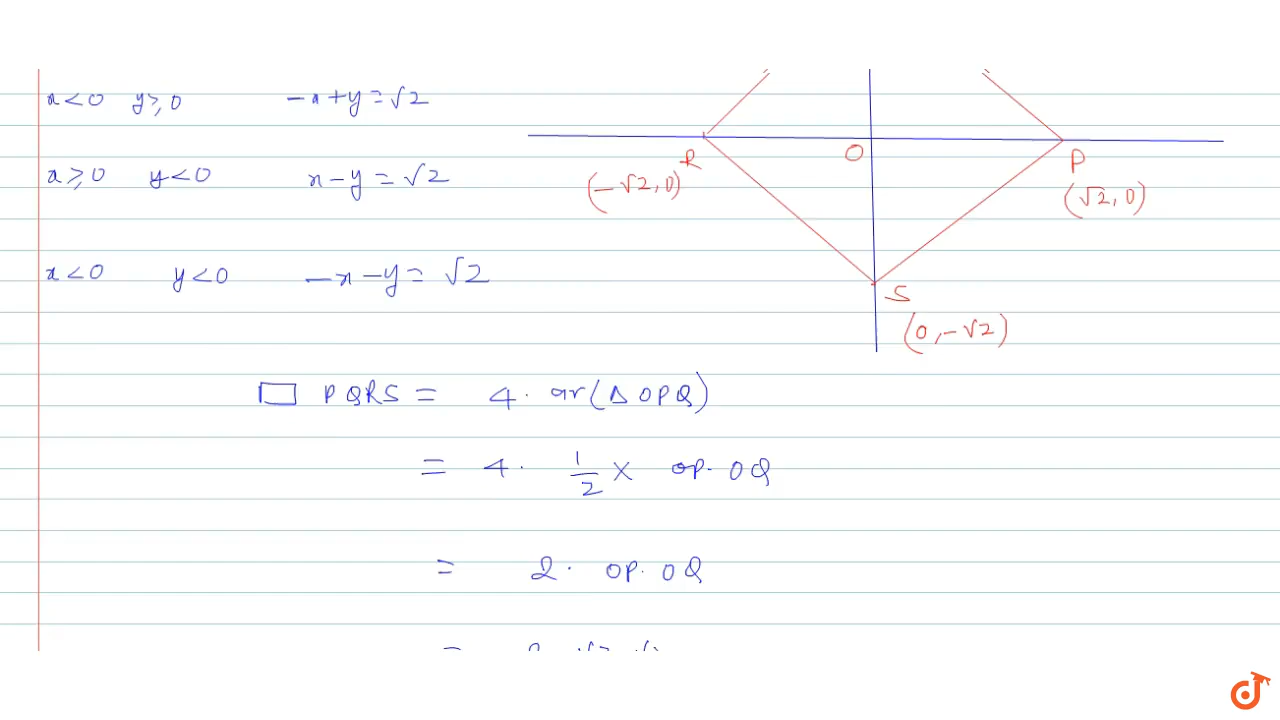 x<0 y≥0 -x+y=√2
x≥0 y<0 x-y=√2
x<0 y<0 -x-y=√2
R O P
(-√2,0) (√2,0)
S
(0,-√2)
□ PQRS = 4. ar(Δ OPQ)
= 4. 1/2 × OP. OQ
= 2. OP. OQ
=